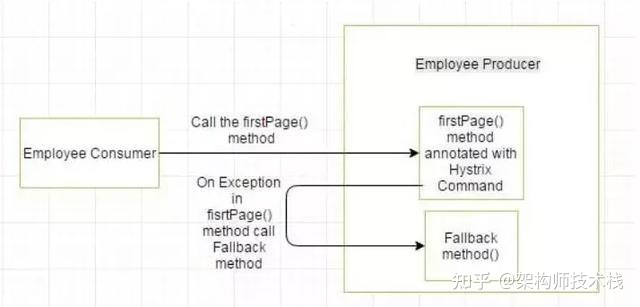 Employee Producer
Employee Consumer
Call the firstPage()
method
firstPage()
method
annotated with
Hystrix
Command
On Exception
in
fisrtPage()
method call
Fallback
method
Fallback
method()
知乎 @架构师技术栈